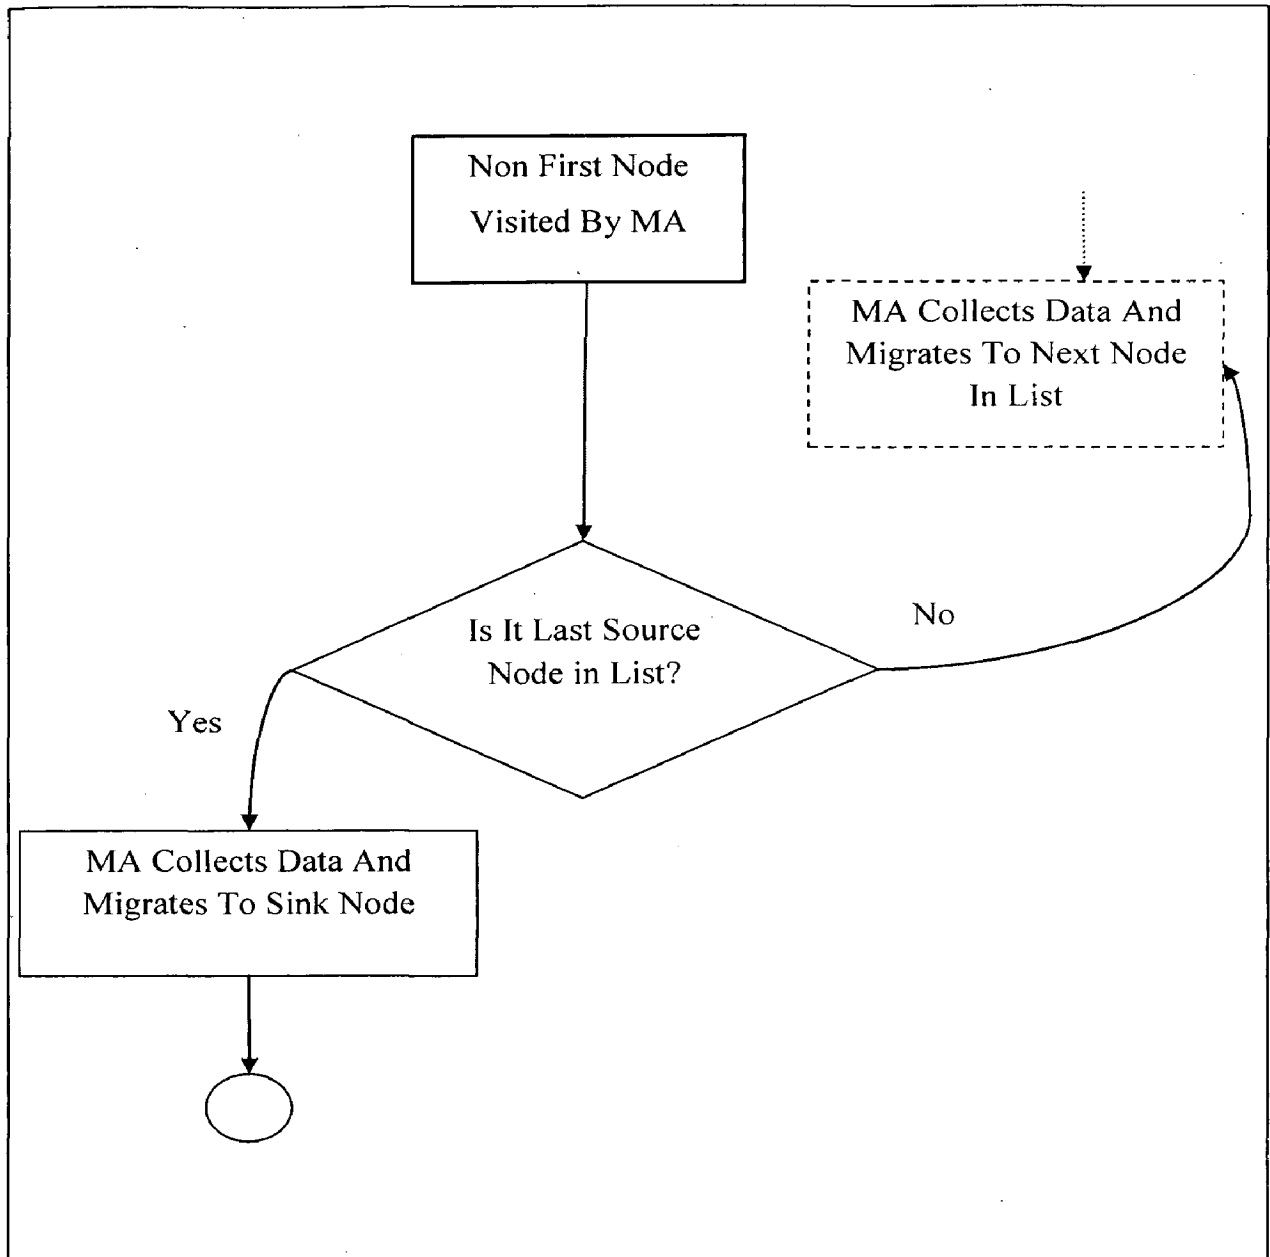 Non First Node
Visited By MA
MA Collects Data And
Migrates To Next Node
In List
Is It Last Source
Node in List?
No
Yes
MA Collects Data And
Migrates To Sink Node